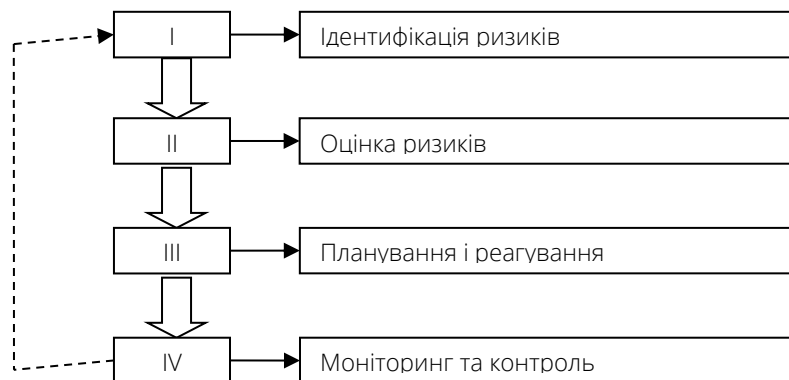 I Ідентифікація ризиків
II Оцінка ризиків
III Планування і реагування
IV Моніторинг та контроль